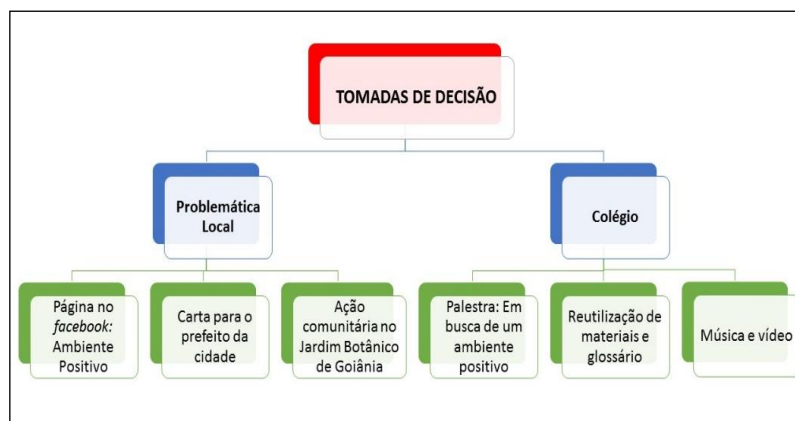 TOMADAS DE DECISÃO
Problemática
Local
Colégio
Página no
facebook:
Ambiente
Positivo
Carta para o
prefeito da
cidade
Ação
comunitária no
Jardim Botânico
de Goiânia
Palestra: Em
busca de um
ambiente
positivo
Reutilização de
materiais e
glossário
Música e vídeo